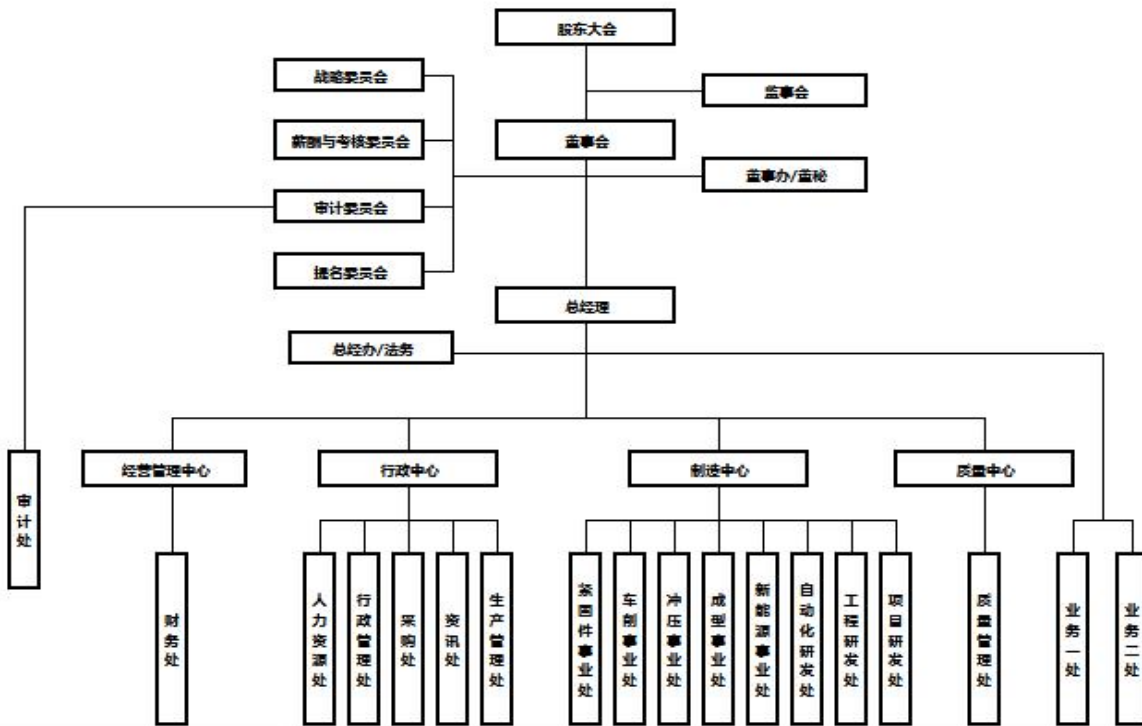 股东大会
战略委员会
监事会
薪酬与考核委员会
董事会
董事办/董秘
审计委员会
提名委员会
总经理
总经办/法务
经营管理中心
行政中心
制造中心
质量中心
审计处
财务处
人力资源处
行政管理处
采购处
资讯处
生产管理处
紧固件事业处
车削事业处
冲压事业处
成型事业处
新能源事业处
自动化研发处
工程研发处
项目研发处
质量管理处
业务一处
业务二处